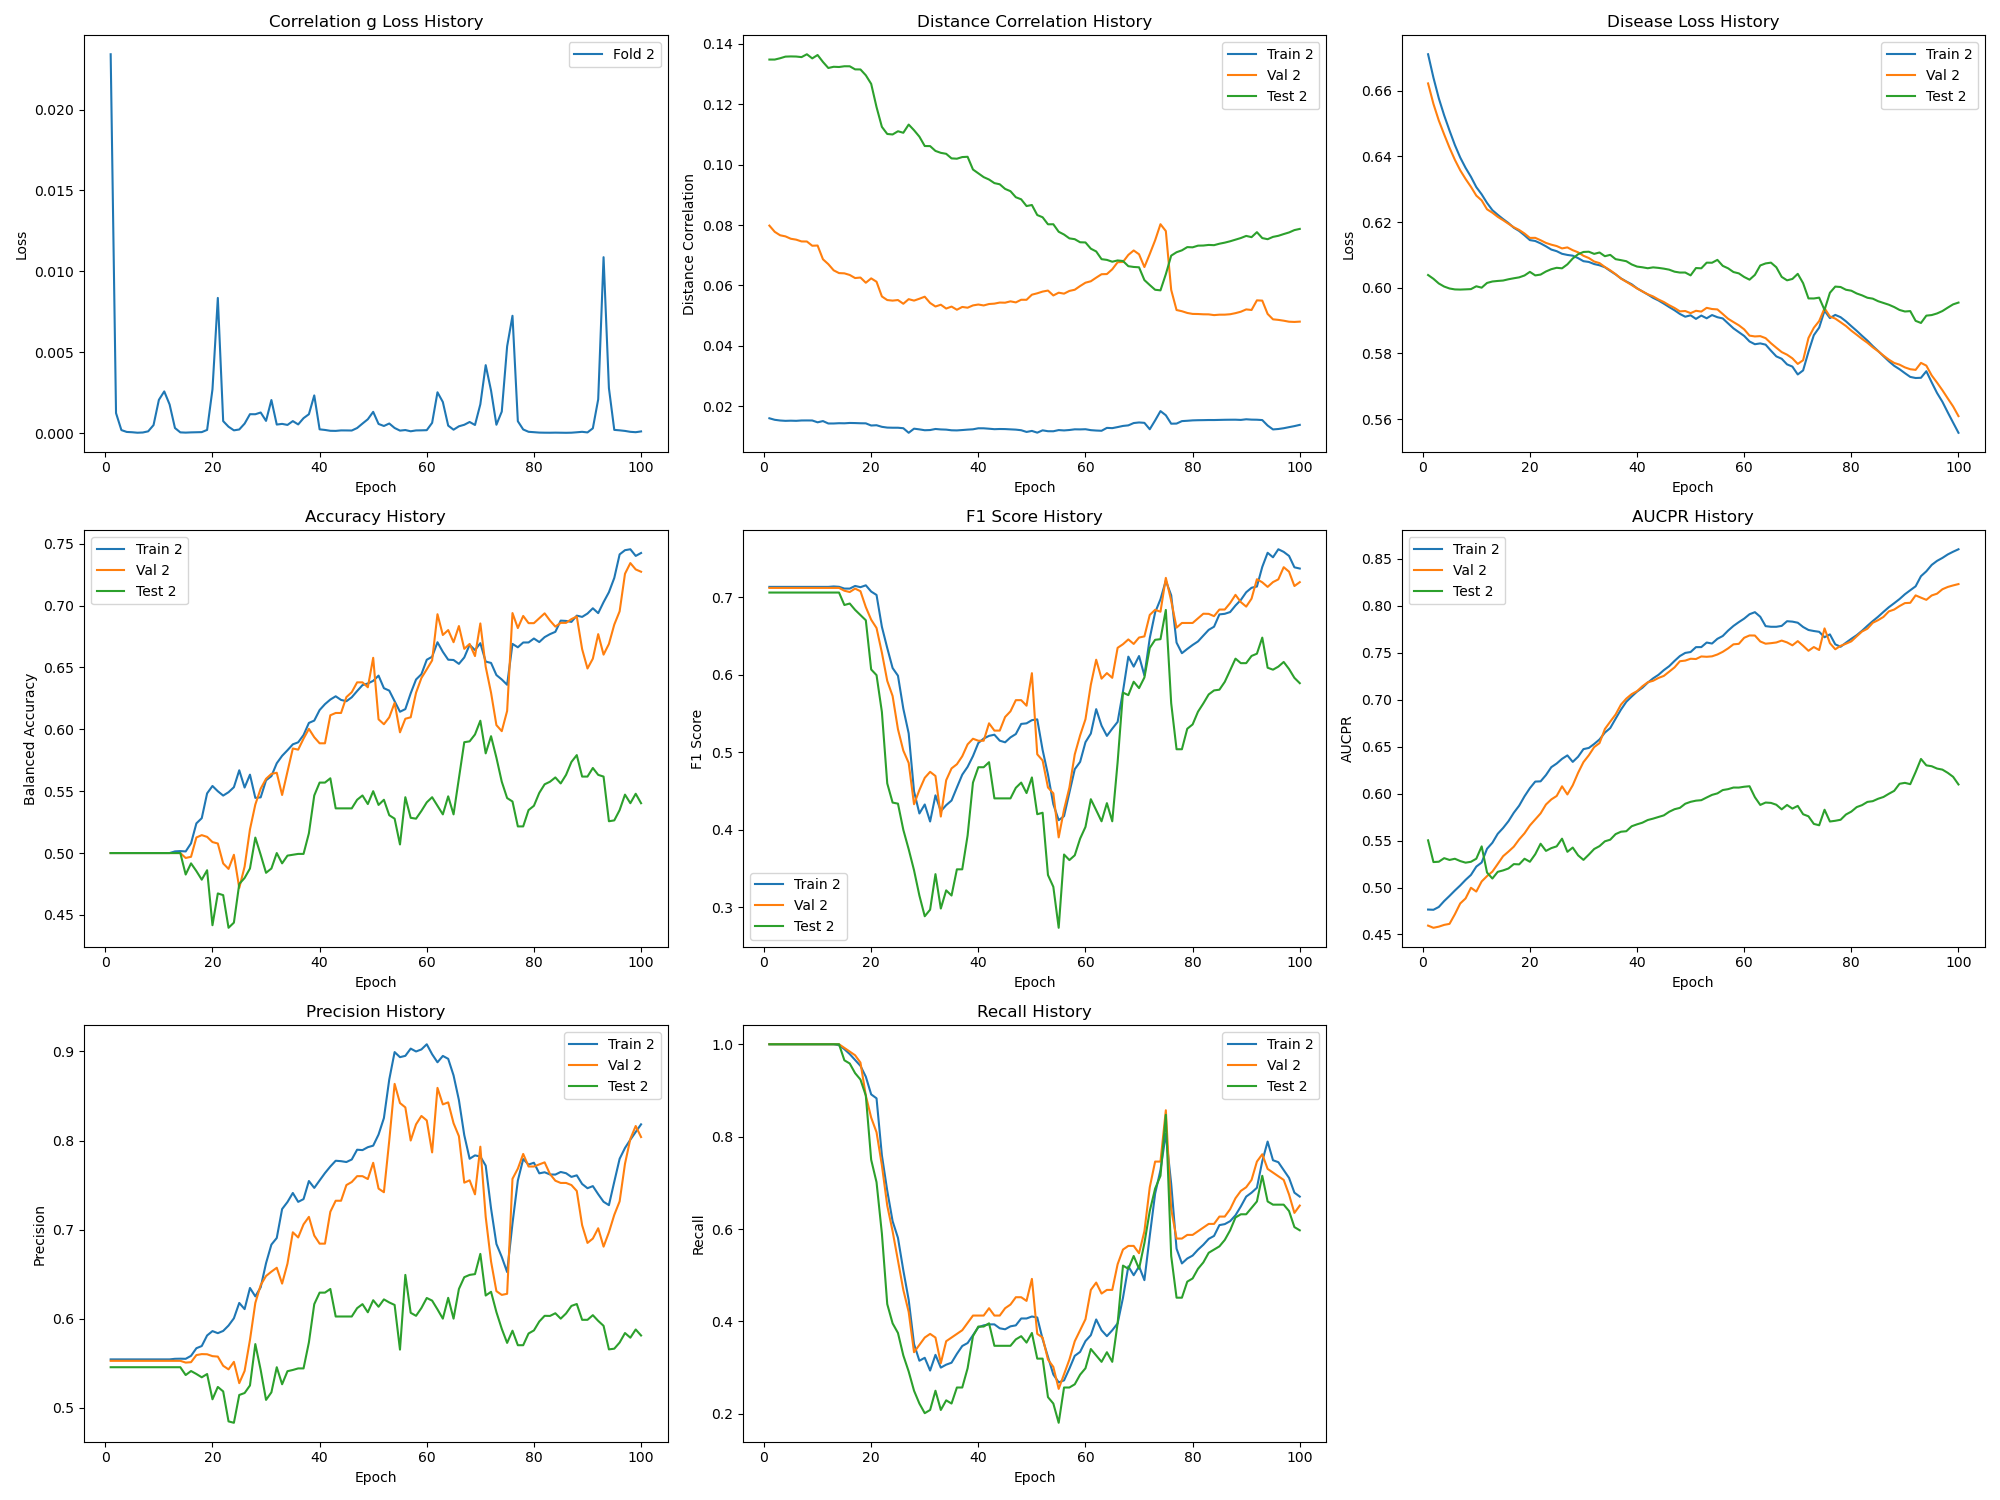 Correlation g Loss History
Fold 2
0.020
0.015
0.010
0.005
0.000
Loss
0 20 40 60 80 100
Epoch
Distance Correlation History
Train 2
Val 2
Test 2
0.14
0.12
0.10
0.08
0.06
0.04
0.02
Distance Correlation
0 20 40 60 80 100
Epoch
Disease Loss History
Train 2
Val 2
Test 2
0.66
0.64
0.62
0.60
0.58
0.56
Loss
0 20 40 60 80 100
Epoch
Accuracy History
Train 2
Val 2
Test 2
0.75
0.70
0.65
0.60
0.55
0.50
0.45
Balanced Accuracy
0 20 40 60 80 100
Epoch
F1 Score History
0.7
0.6
0.5
0.4
0.3
F1 Score
Train 2
Val 2
Test 2
0 20 40 60 80 100
Epoch
AUCPR History
Train 2
Val 2
Test 2
0.85
0.80
0.75
0.70
0.65
0.60
0.55
0.50
0.45
AUCPR
0 20 40 60 80 100
Epoch
Precision History
Train 2
Val 2
Test 2
0.9
0.8
0.7
0.6
0.5
Precision
0 20 40 60 80 100
Epoch
Recall History
Train 2
Val 2
Test 2
1.0
0.8
0.6
0.4
0.2
Recall
0 20 40 60 80 100
Epoch